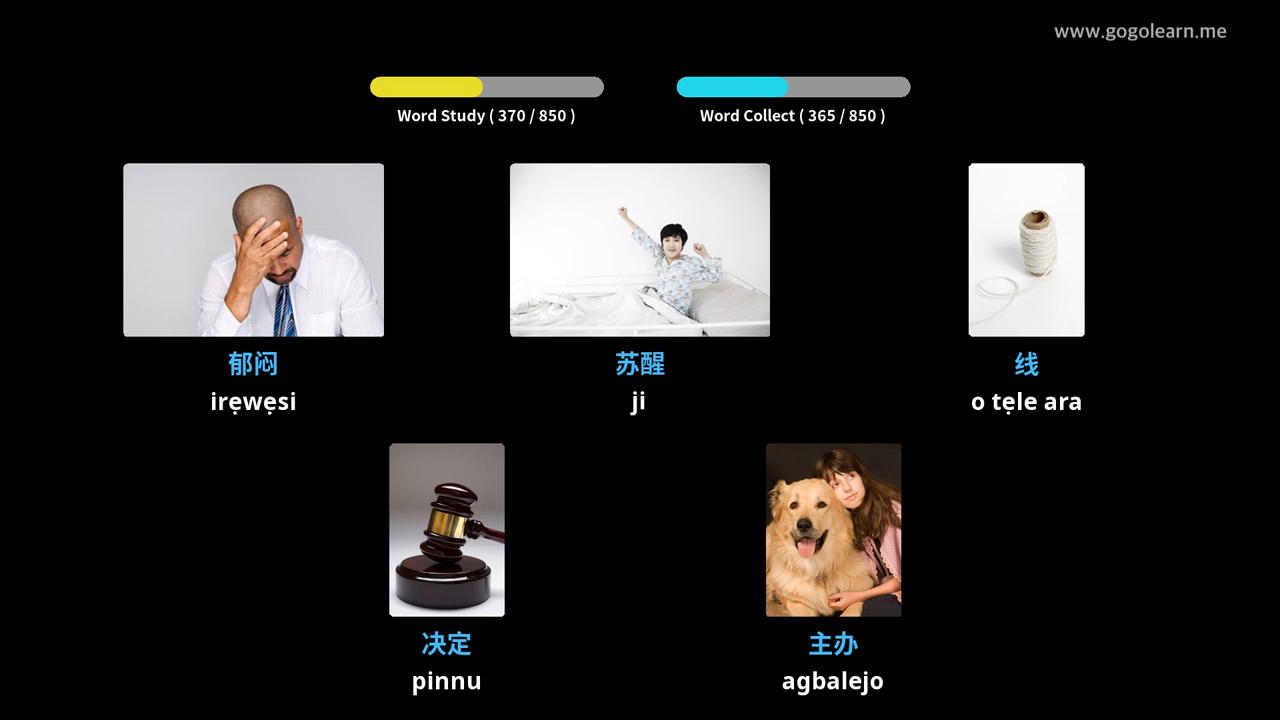 www.gogolearn.me
Word Study ( 370 / 850 )
Word Collect ( 365 / 850 )
郁闷
irẹwẹsi
苏醒
ji
线
o tẹle ara
决定
pinnu
主办
agbalejo